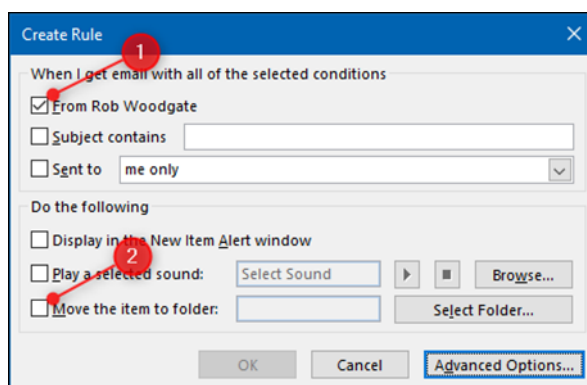 Create Rule
1
When I get email with all of the selected conditions
From Rob Woodgate
Subject contains
Sent to me only
Do the following
Display in the New Item Alert window
2
Play a selected sound: Select Sound Browse...
Move the item to folder: Select Folder...
OK Cancel Advanced Options...